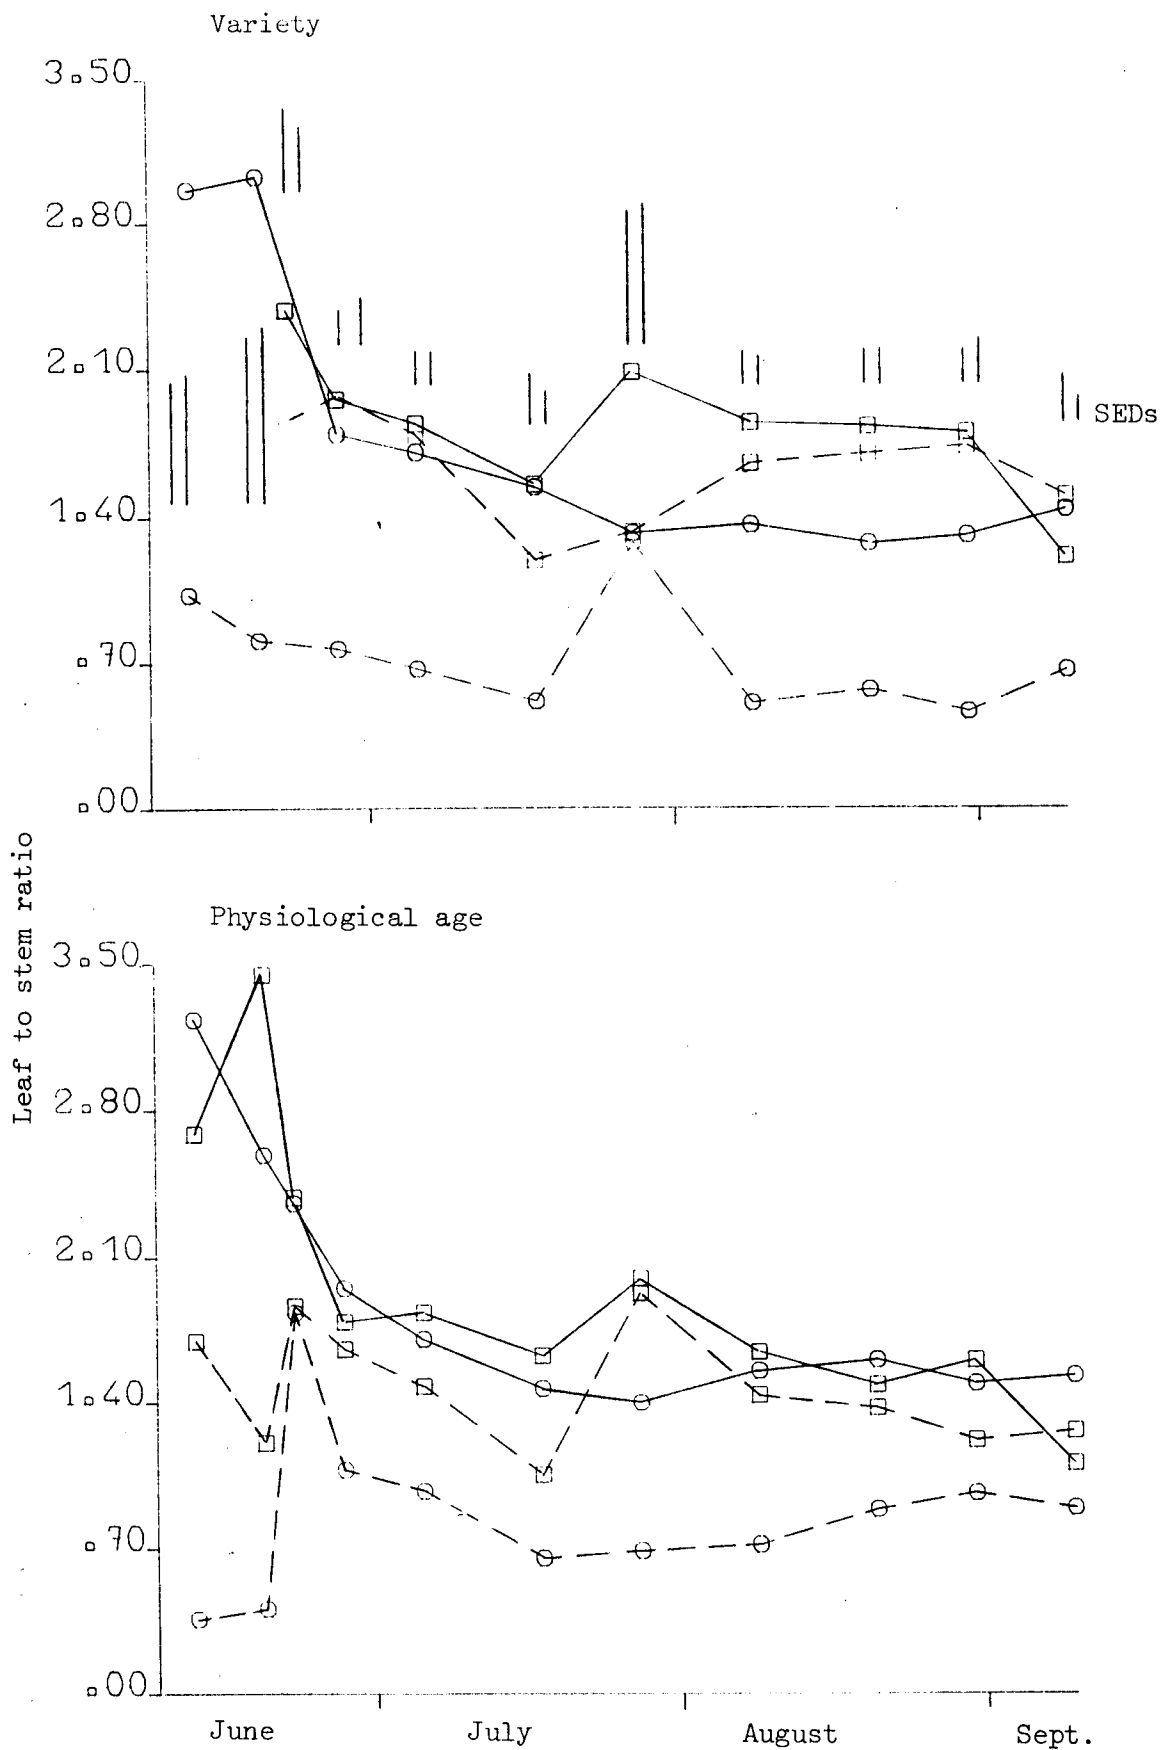 Variety
3.50
2.80
2.10
SEDs
1.40
.70
.00
Leaf to stem ratio
Physiological age
3.50
2.80
2.10
1.40
.70
.00
June July August Sept.